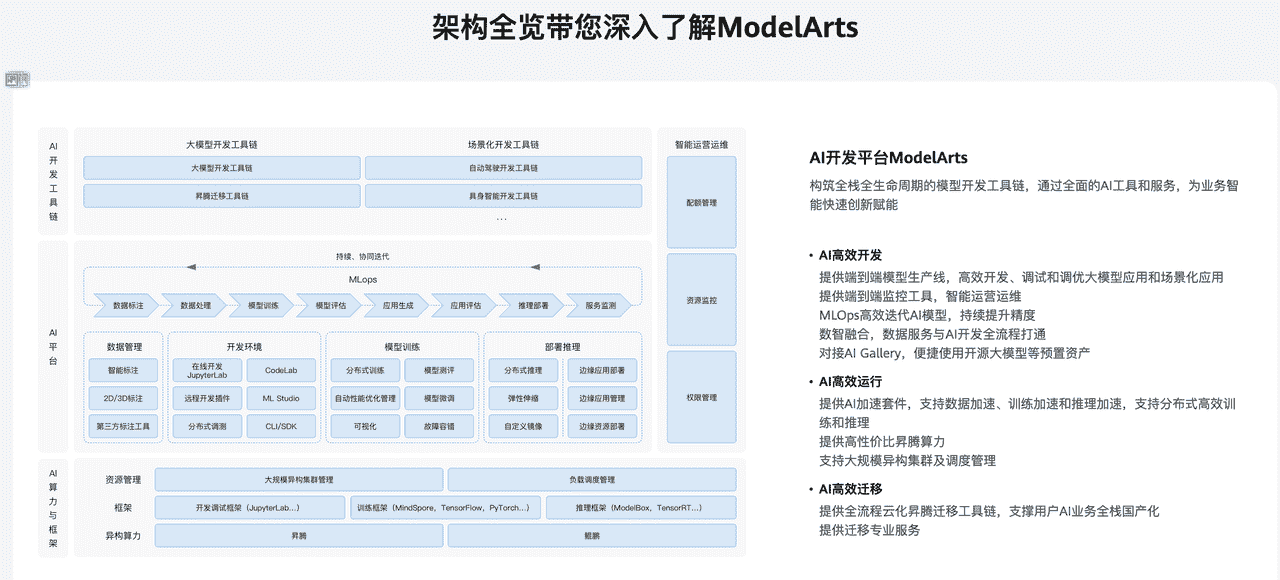 架构全览带您深入了解ModelArts
AI开发工具链
大模型开发工具链
场景化开发工具链
智能运营运维
大模型开发工具链
自动驾驶开发工具链
昇腾迁移工具链
具身智能开发工具链
...
配额管理
资源监控
权限管理
AI平台
持续、协同迭代
MLops
数据标注
数据处理
模型训练
模型评估
应用生成
应用评估
推理部署
服务监测
数据管理
智能标注
2D/3D标注
第三方标注工具
开发环境
在线开发
JupyterLab
CodeLab
远程开发插件
ML Studio
分布式调测
CLI/SDK
模型训练
分布式训练
模型测评
自动性能优化管理
模型微调
可视化
故障容错
部署推理
分布式推理
边缘应用部署
弹性伸缩
边缘应用管理
自定义镜像
边缘资源部署
AI算力与框架
资源管理
大规模异构集群管理
负载调度管理
框架
开发调试框架（JupyterLab...）
训练框架（MindSpore，TensorFlow，PyTorch...）
推理框架（ModelBox，TensorRT...）
异构算力
昇腾
鲲鹏
AI开发平台ModelArts
构筑全栈全生命周期的模型开发工具链，通过全面的AI工具和服务，为业务智
能快速创新赋能
• AI高效开发
提供端到端模型生产线，高效开发、调试和调优大模型应用和场景化应用
提供端到端监控工具，智能运营运维
MLOps高效迭代AI模型，持续提升精度
数智融合，数据服务与AI开发全流程打通
对接AI Gallery，便捷使用开源大模型等预置资产
• AI高效运行
提供AI加速套件，支持数据加速、训练加速和推理加速，支持分布式高效训
练和推理
提供高性价比昇腾算力
支持大规模异构集群及调度管理
• AI高效迁移
提供全流程云化昇腾迁移工具链，支撑用户AI业务全栈国产化
提供迁移专业服务